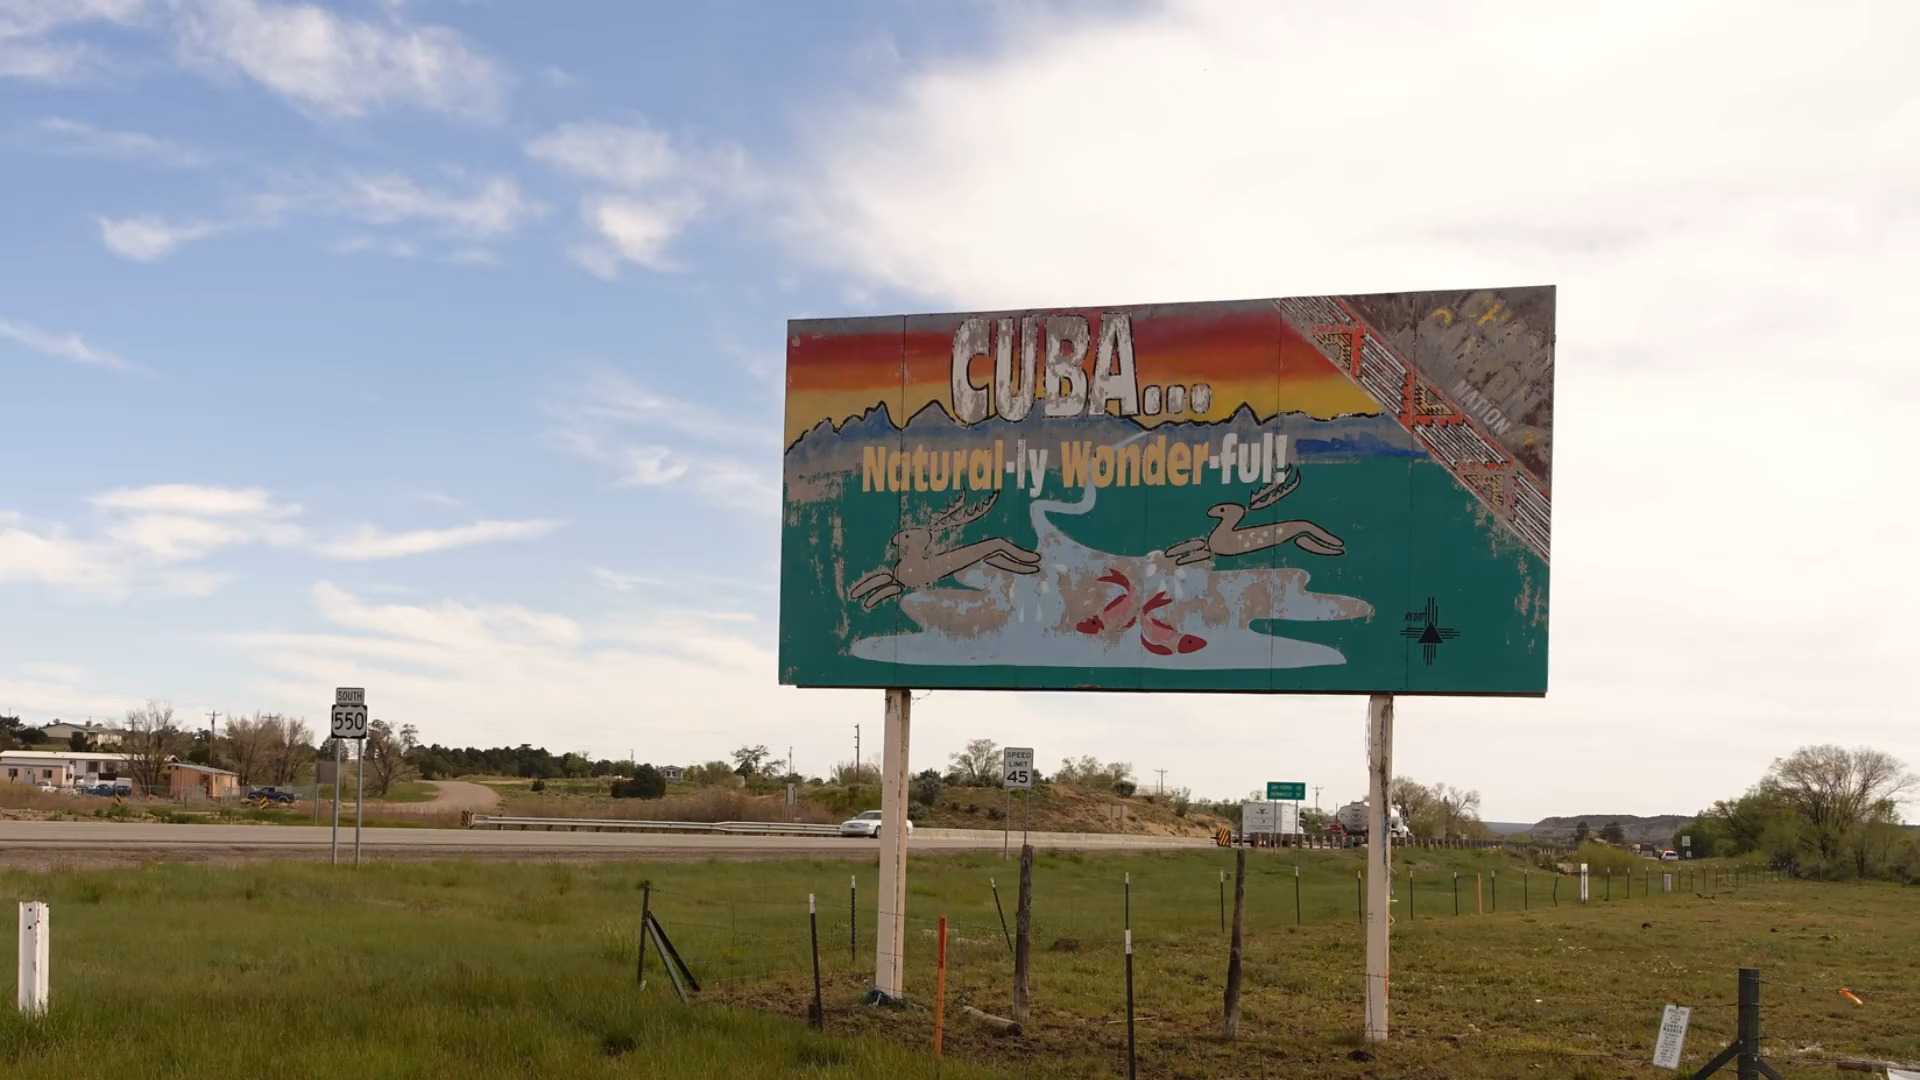 CUBA...
Natural-ly Wonder-ful!
NATION
SOUTH
550
SPEED
LIMIT
45